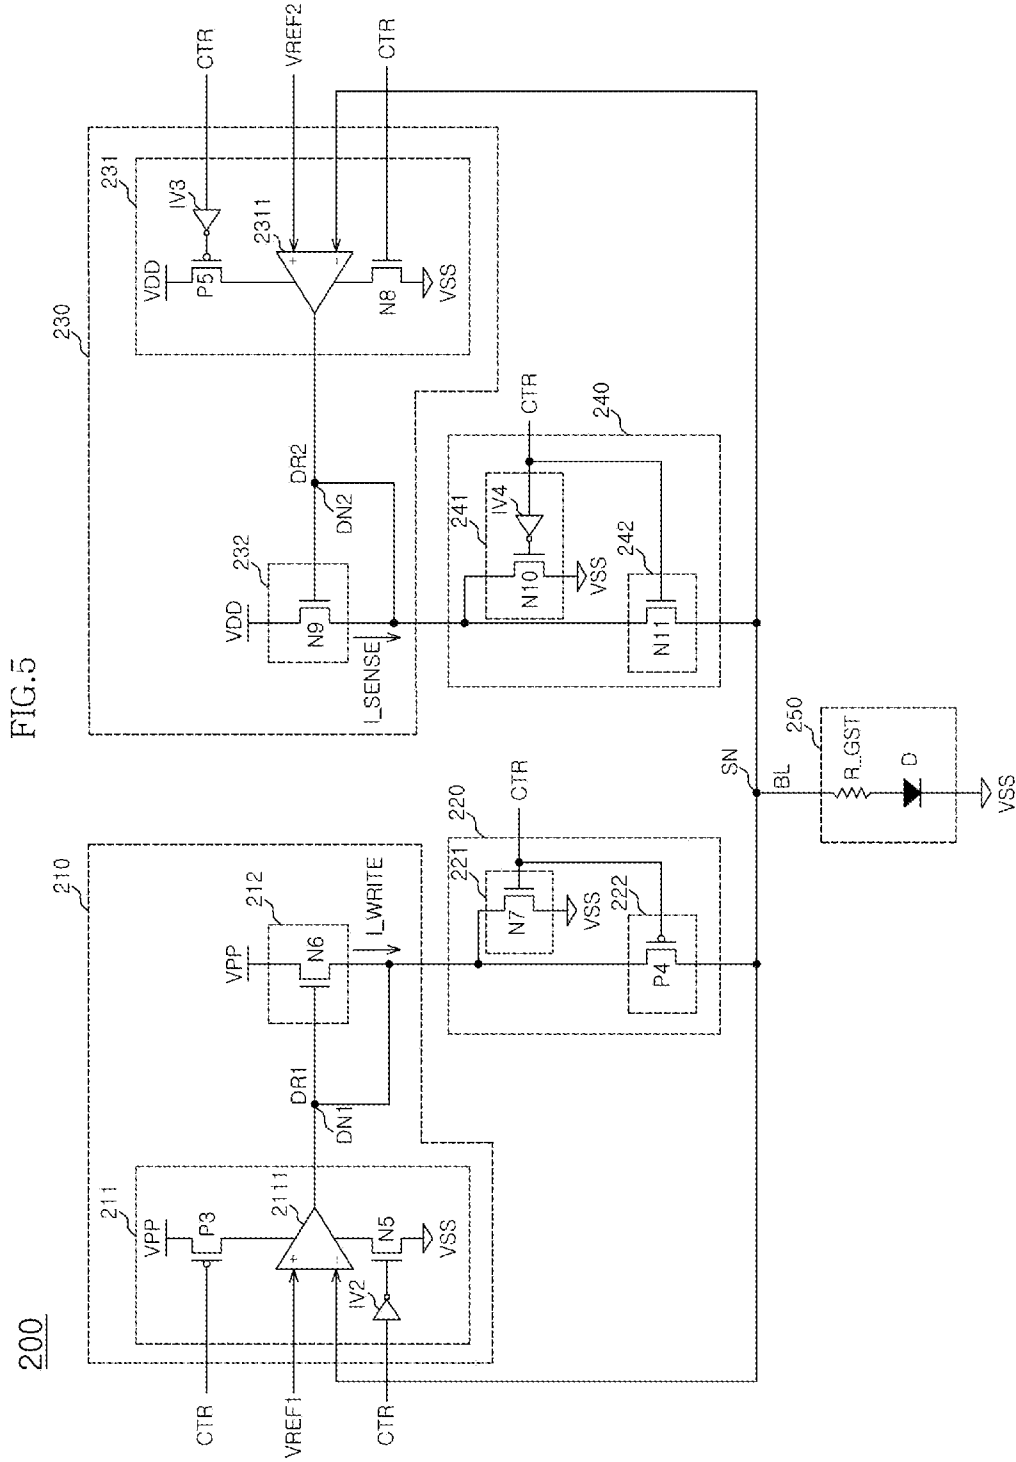 FIG.5
200
210
211
VPP
P3
CTR
2111
+
-
VREF1
IV2
N5
VSS
CTR
DR1
DN1
212
VPP
N6
I_WRITE
220
221
CTR
N7
VSS
222
P4
230
231
VDD
P5
IV3
CTR
2311
+
-
VREF2
N8
VSS
CTR
DR2
DN2
232
VDD
N9
I_SENSE
240
241
CTR
IV4
N10
VSS
242
N11
SN
BL
250
R_GST
D
VSS